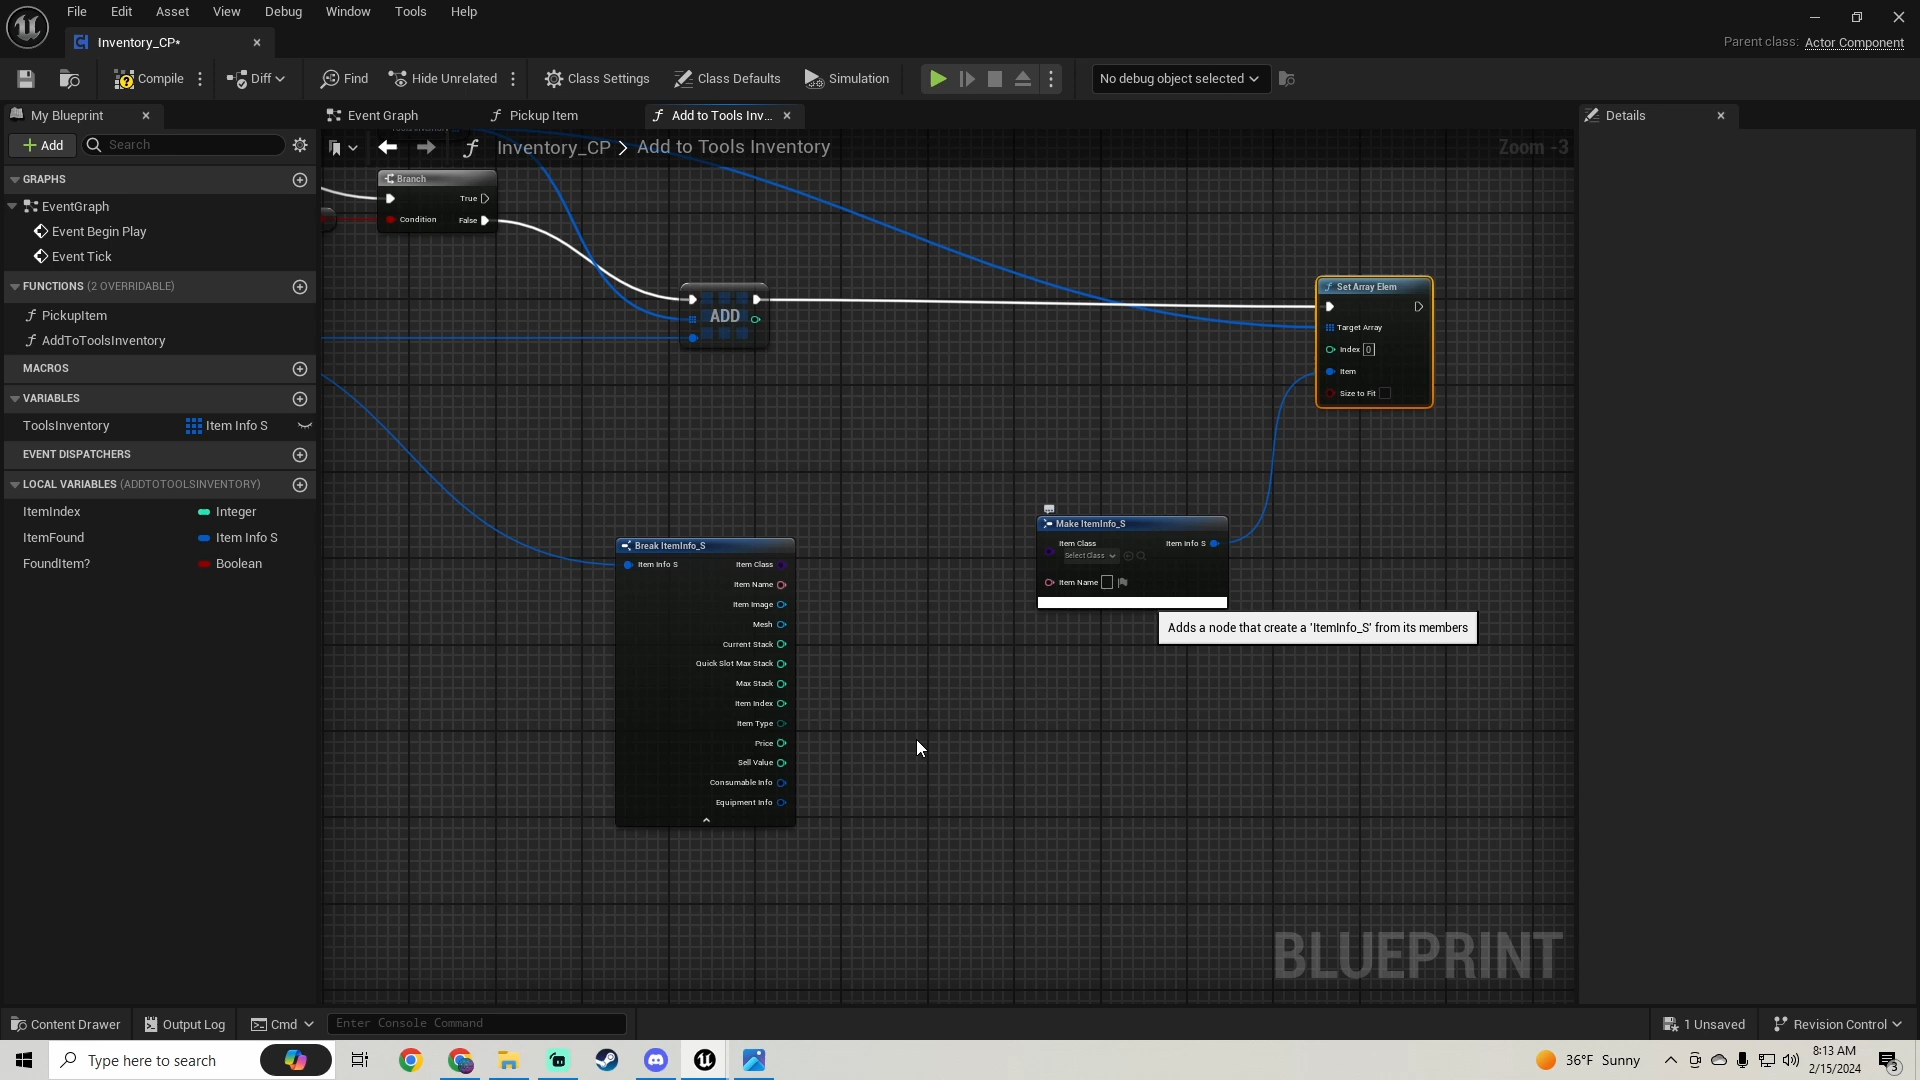 File Edit Asset View Debug Window Tools Help
Inventory_CP*
Parent class: Actor Component
Compile Diff Find Hide Unrelated Class Settings Class Defaults Simulation No debug object selected
My Blueprint
Event Graph
Pickup Item
Add to Tools Inv...
Details
Add Search
Inventory_CP > Add to Tools Inventory
Zoom -3
GRAPHS
EventGraph
Event Begin Play
Event Tick
FUNCTIONS (2 OVERRIDABLE)
PickupItem
AddToToolsInventory
MACROS
VARIABLES
ToolsInventory Item Info S
EVENT DISPATCHERS
LOCAL VARIABLES (ADDTOTOOLSINVENTORY)
ItemIndex Integer
ItemFound Item Info S
FoundItem? Boolean
Branch
True
Condition False
ADD
Set Array Elem
Target Array
Index 0
Item
Size to Fit
Break ItemInfo_S
Item Info S Item Class
Item Name
Item Image
Mesh
Current Stack
Quick Slot Max Stack
Max Stack
Item Index
Item Type
Price
Sell Value
Consumable Info
Equipment Info
Make ItemInfo_S
Item Class Item Info S
Select Class
Item Name
Adds a node that create a 'ItemInfo_S' from its members
BLUEPRINT
Content Drawer Output Log Cmd Enter Console Command 1 Unsaved Revision Control
Type here to search
36°F Sunny
8:13 AM
2/15/2024
3